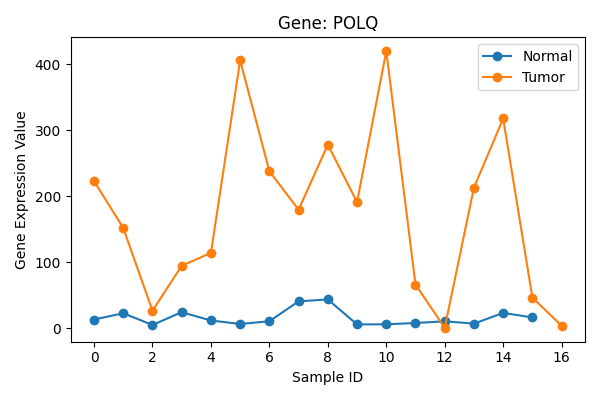 Gene: POLQ
Normal
Tumor
Gene Expression Value
400
300
200
100
0
0 2 4 6 8 10 12 14 16
Sample ID